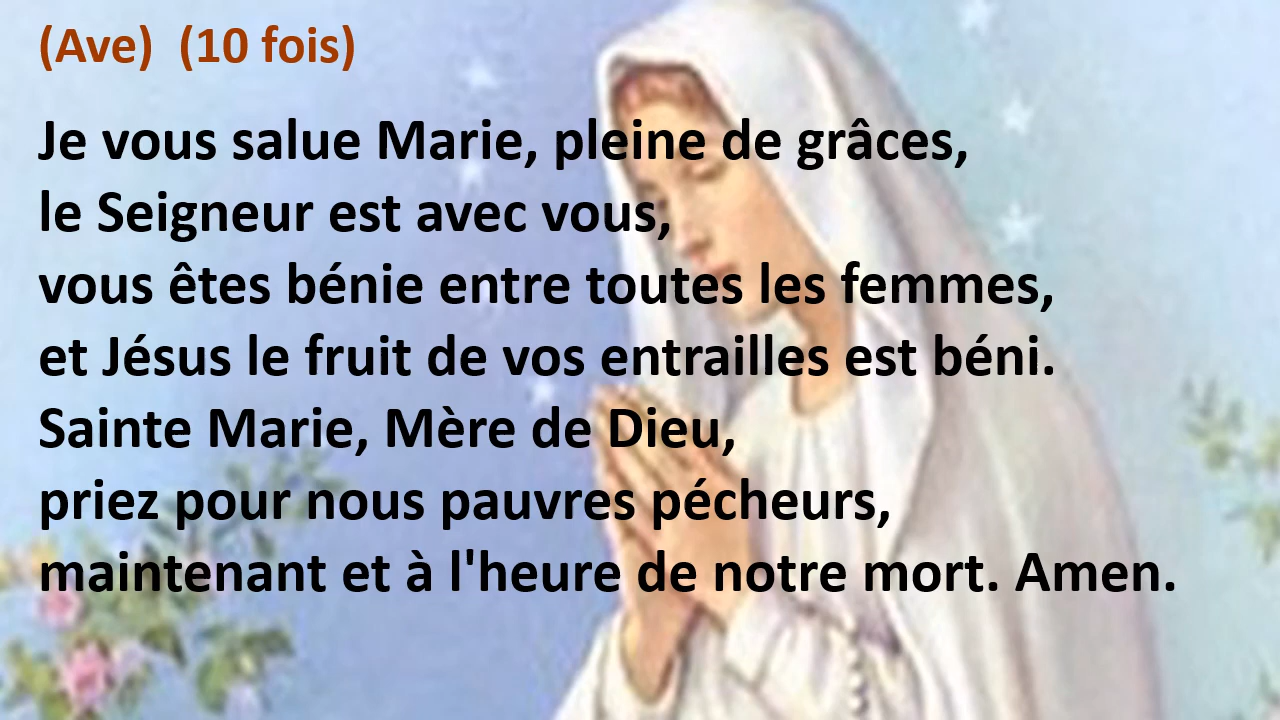 (Ave) (10 fois)
Je vous salue Marie, pleine de grâces,
le Seigneur est avec vous,
vous êtes bénie entre toutes les femmes,
et Jésus le fruit de vos entrailles est béni.
Sainte Marie, Mère de Dieu,
priez pour nous pauvres pécheurs,
maintenant et à l'heure de notre mort. Amen.